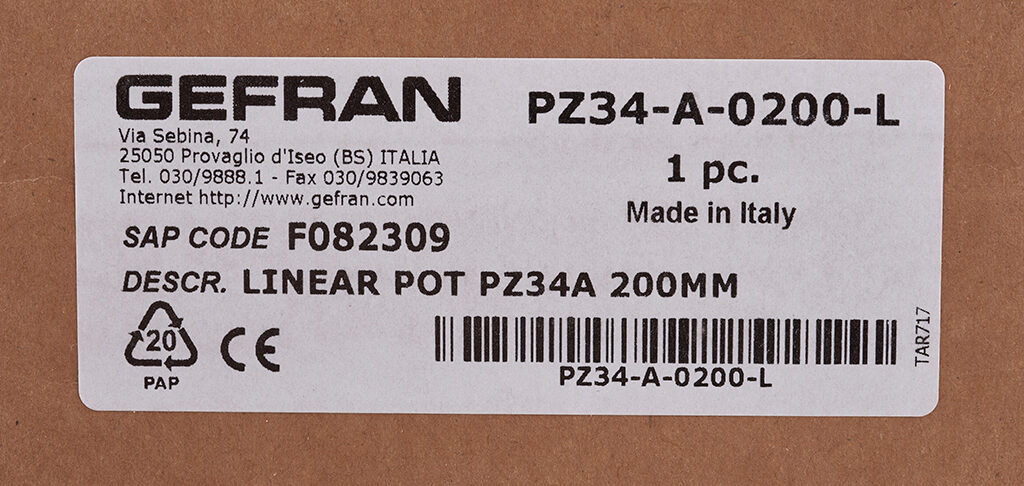 GEFRAN
Via Sebina, 74
25050 Provaglio d'Iseo (BS) ITALIA
Tel. 030/9888.1 - Fax 030/9839063
Internet http://www.gefran.com
PZ34-A-0200-L
1 pc.
Made in Italy
SAP CODE F082309
DESCR. LINEAR POT PZ34A 200MM
20
PAP
CE
PZ34-A-0200-L
TAR717